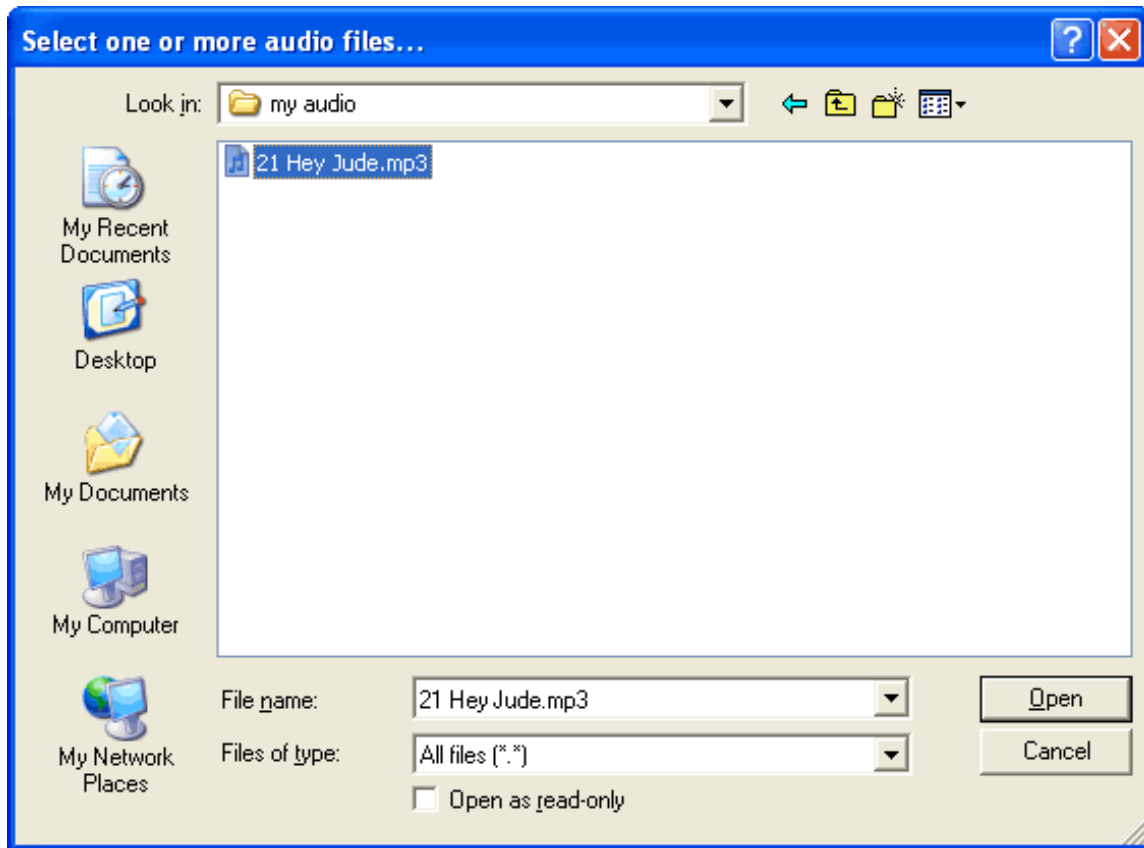 Select one or more audio files...
Look in: my audio
21 Hey Jude.mp3
My Recent
Documents
Desktop
My Documents
My Computer
My Network
Places
File name: 21 Hey Jude.mp3 Open
Files of type: All files (*.*) Cancel
Open as read-only